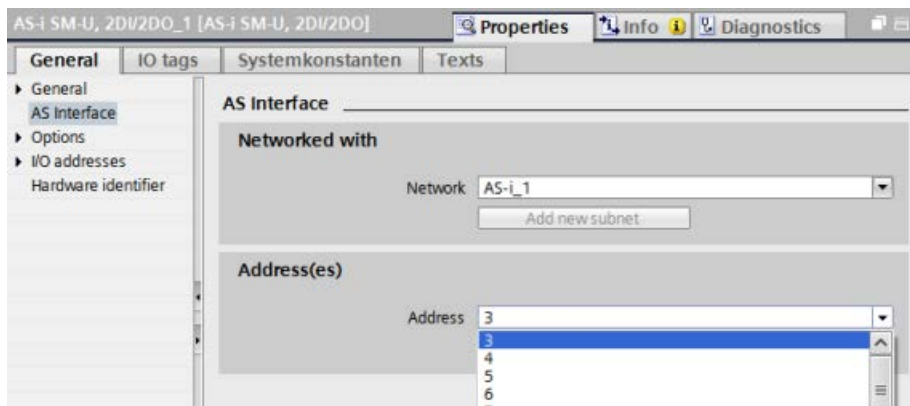 AS-i SM-U, 2DI/2DO_1 [AS-i SM-U, 2DI/2DO]
Properties
Info
Diagnostics
General
IO tags
Systemkonstanten
Texts
General
AS Interface
Options
I/O addresses
Hardware identifier
AS Interface
Networked with
Network AS-i_1
Add new subnet
Address(es)
Address 3
3
4
5
6